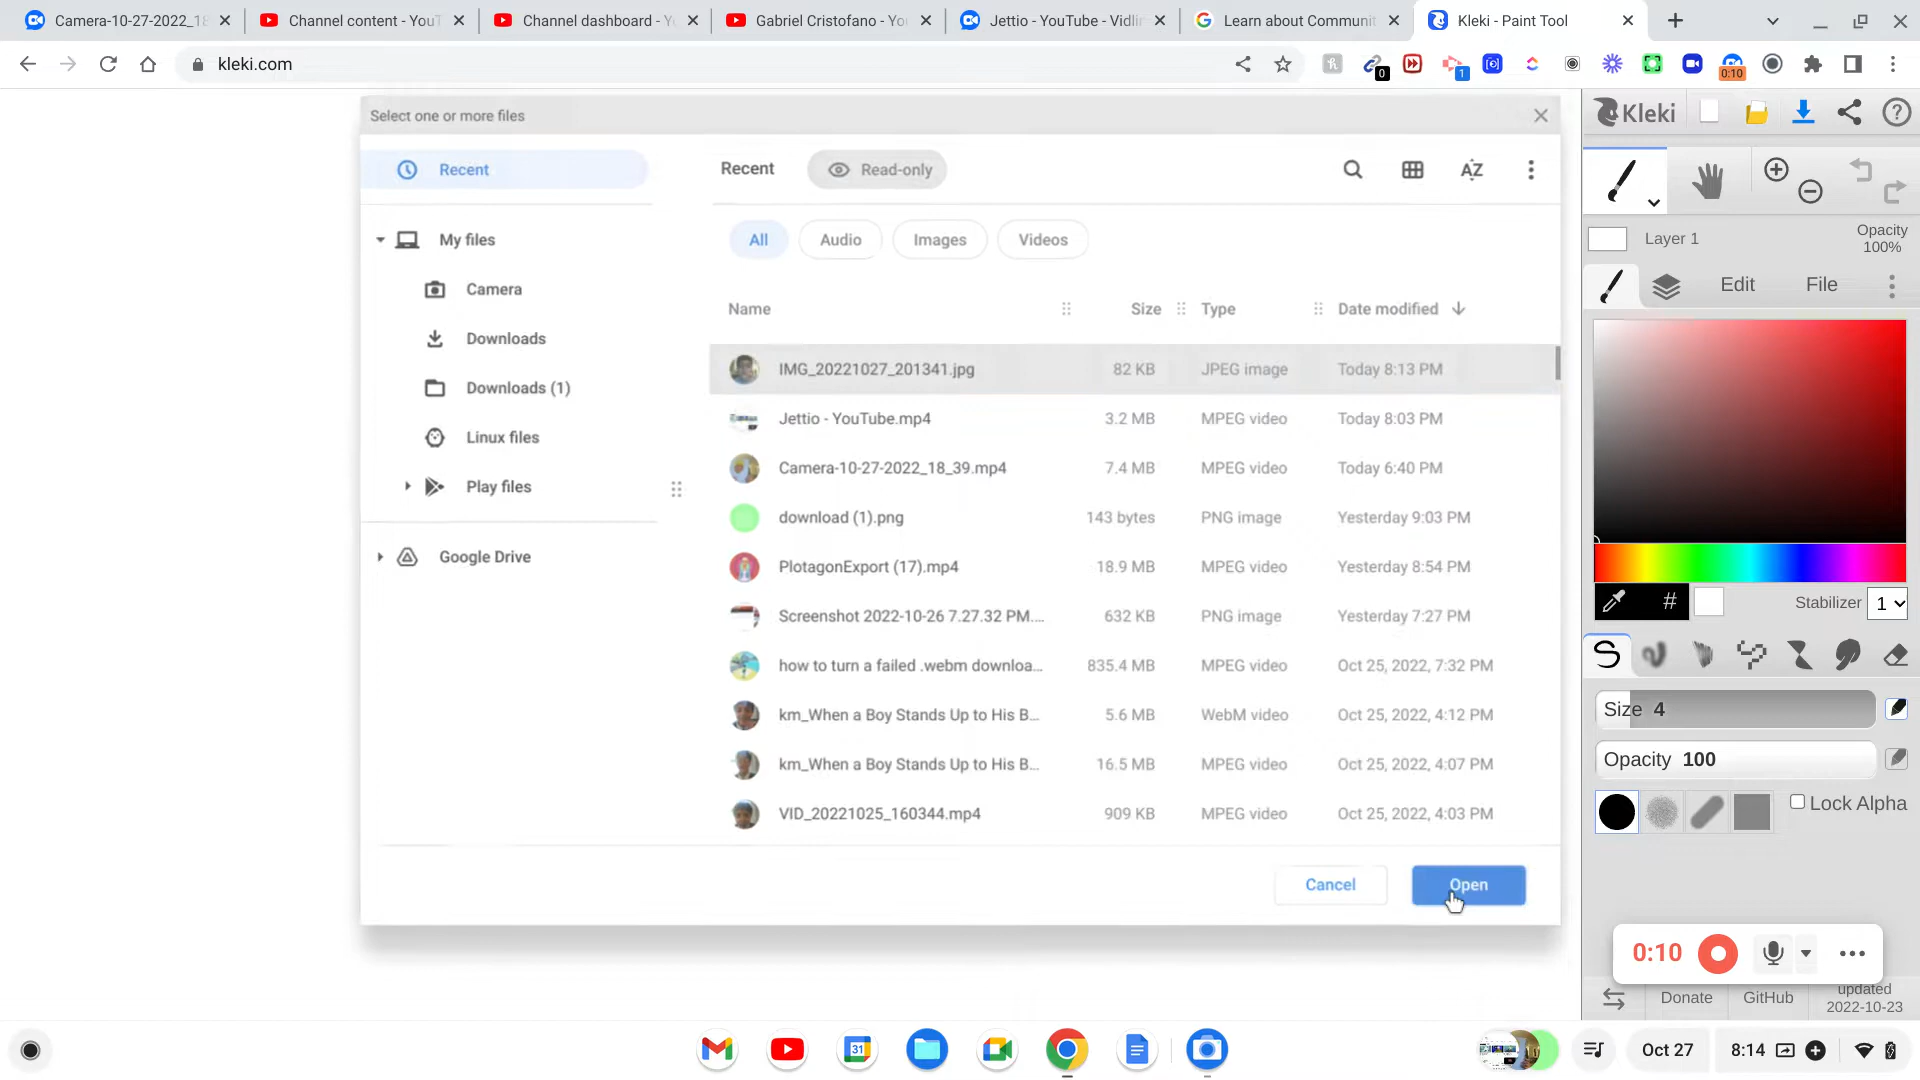 Camera-10-27-2022_18
Channel content - YouT
Channel dashboard - Yo
Gabriel Cristofano - You
Jettio - YouTube - Vidlin
Learn about Communit
Kleki - Paint Tool
kleki.com
0
1
0:10
Select one or more files
Kleki
Recent
Recent
Read-only
My files
All
Audio
Images
Videos
Layer 1
Opacity
100%
Camera
Edit
File
Name
Size
Type
Date modified
Downloads
IMG_20221027_201341.jpg
82 KB
JPEG image
Today 8:13 PM
Downloads (1)
Jettio - YouTube.mp4
3.2 MB
MPEG video
Today 8:03 PM
Linux files
Camera-10-27-2022_18_39.mp4
7.4 MB
MPEG video
Today 6:40 PM
Play files
download (1).png
143 bytes
PNG image
Yesterday 9:03 PM
Google Drive
PlotagonExport (17).mp4
18.9 MB
MPEG video
Yesterday 8:54 PM
Screenshot 2022-10-26 7.27.32 PM....
632 KB
PNG image
Yesterday 7:27 PM
#
Stabilizer
1
how to turn a failed .webm downloa...
835.4 MB
MPEG video
Oct 25, 2022, 7:32 PM
km_When a Boy Stands Up to His B...
5.6 MB
WebM video
Oct 25, 2022, 4:12 PM
Size 4
km_When a Boy Stands Up to His B...
16.5 MB
MPEG video
Oct 25, 2022, 4:07 PM
Opacity 100
VID_20221025_160344.mp4
909 KB
MPEG video
Oct 25, 2022, 4:03 PM
Lock Alpha
Cancel
Open
0:10
Donate
GitHub
updated
2022-10-23
31
Oct 27
8:14